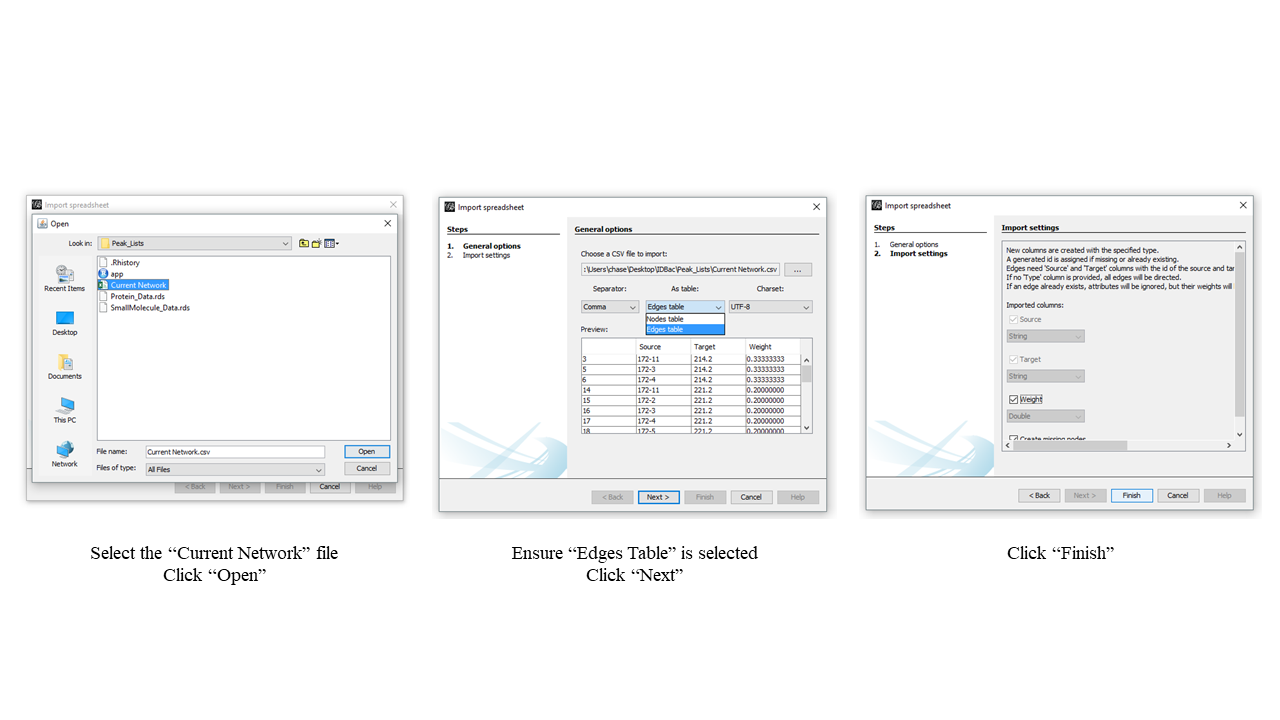 Import spreadsheet
Open
Look in: Peak_Lists
.Rhistory
app
Current Network
Protein_Data.rds
SmallMolecule_Data.rds
Recent Items
Desktop
Documents
This PC
Network
File name: Current Network.csv Open
Files of type: All Files Cancel
< Back Next > Finish Cancel Help
Select the “Current Network” file
Click “Open”
Import spreadsheet
Steps
1. General options
2. Import settings
General options
Choose a CSV file to import:
:\Users\chase\Desktop\IDBac\Peak_Lists\Current Network.csv ...
Separator: As table: Charset:
Comma Edges table UTF-8
Nodes table
Edges table
Preview:
Source Target Weight
3 172-11 214.2 0.33333333
5 172-3 214.2 0.33333333
6 172-4 214.2 0.33333333
14 172-11 221.2 0.20000000
15 172-2 221.2 0.20000000
16 172-3 221.2 0.20000000
17 172-4 221.2 0.20000000
18 172-5 221.2 0.20000000
< Back Next > Finish Cancel Help
Ensure “Edges Table” is selected
Click “Next”
Import spreadsheet
Steps
1. General options
2. Import settings
Import settings
New columns are created with the specified type.
A generated id is assigned if missing or already existing.
Edges need 'Source' and 'Target' columns with the id of the source and tar
If no 'Type' column is provided, all edges will be directed.
If an edge already exists, attributes will be ignored, but their weights will
Imported columns:
Source
String
Target
String
Weight
Double
Create missing nodes
< Back Next > Finish Cancel Help
Click “Finish”